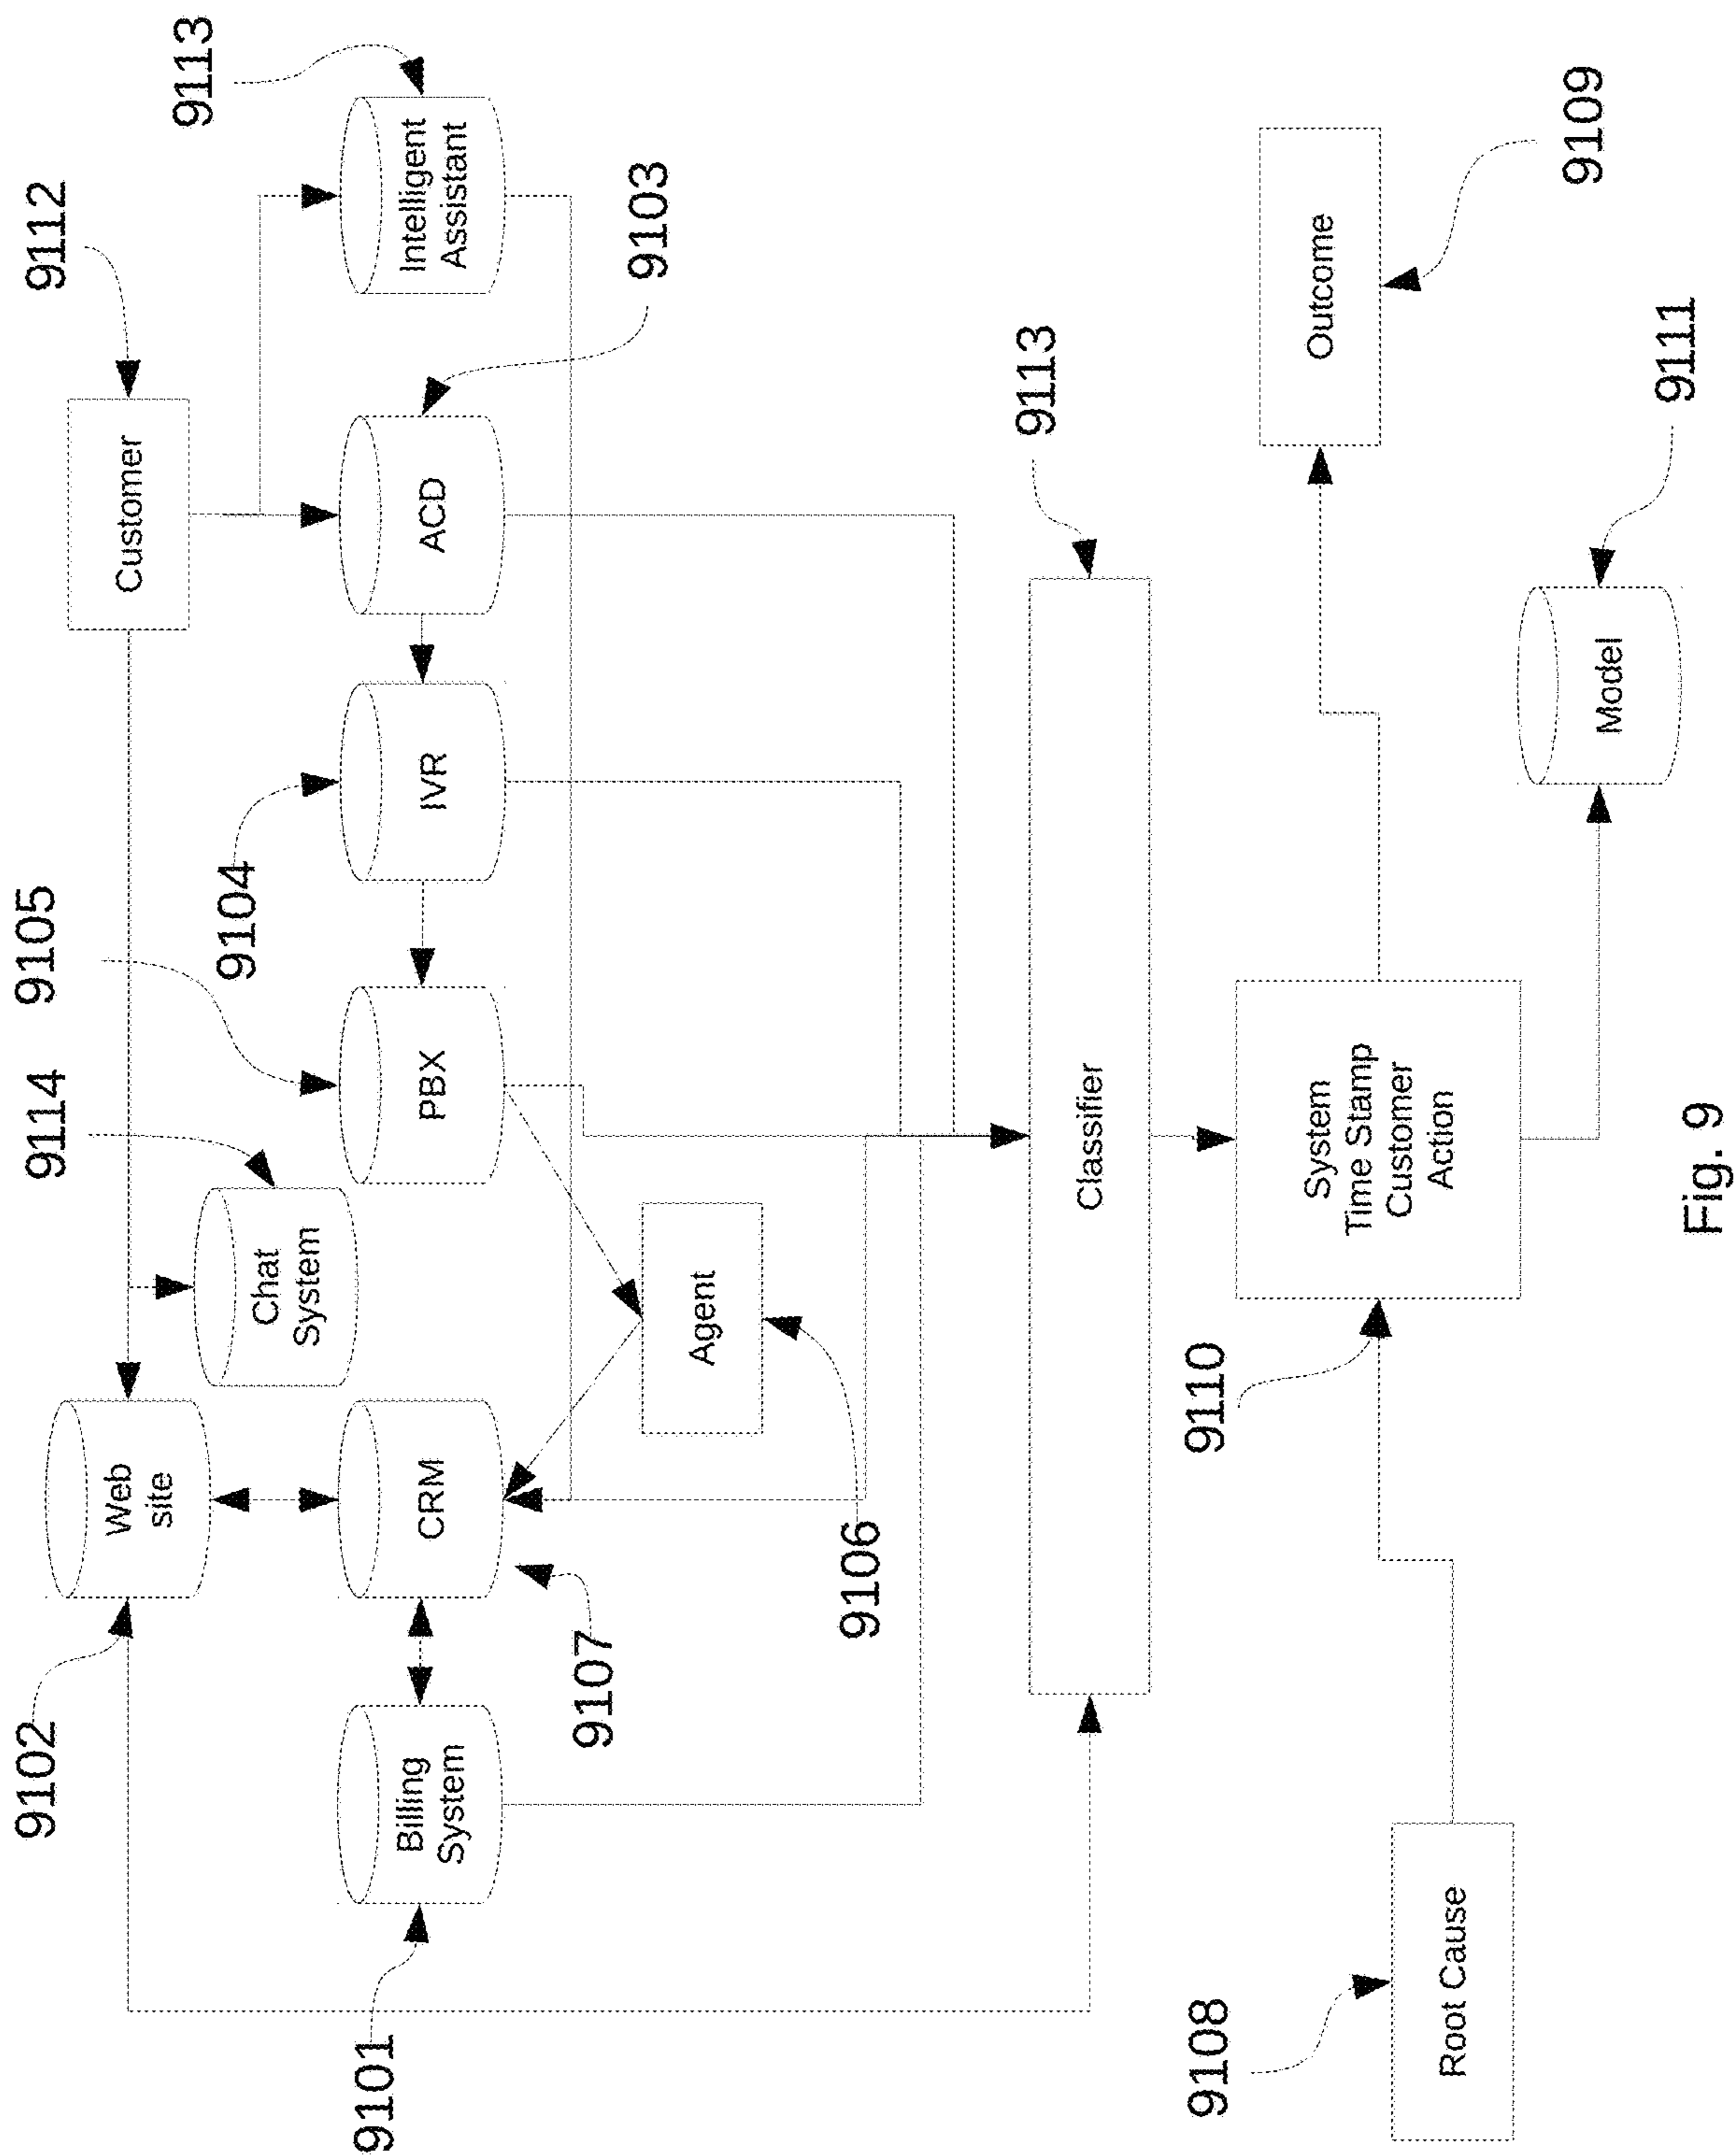 9102
9114
9105
9112
Web
site
Customer
9113
9104
Chat
System
9101
Billing
System
CRM
PBX
IVR
ACD
Intelligent
Assistant
9107
9103
Agent
9106
9113
Classifier
9108
9110
System
Time Stamp
Customer
Action
Outcome
Root Cause
9109
Model
9111
Fig. 9